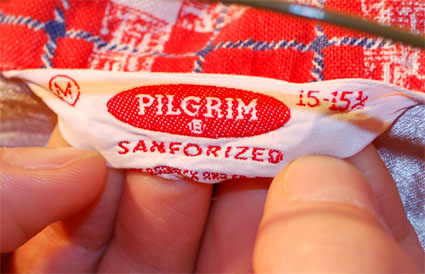 M
PILGRIM
R
15-15½
SANFORIZED